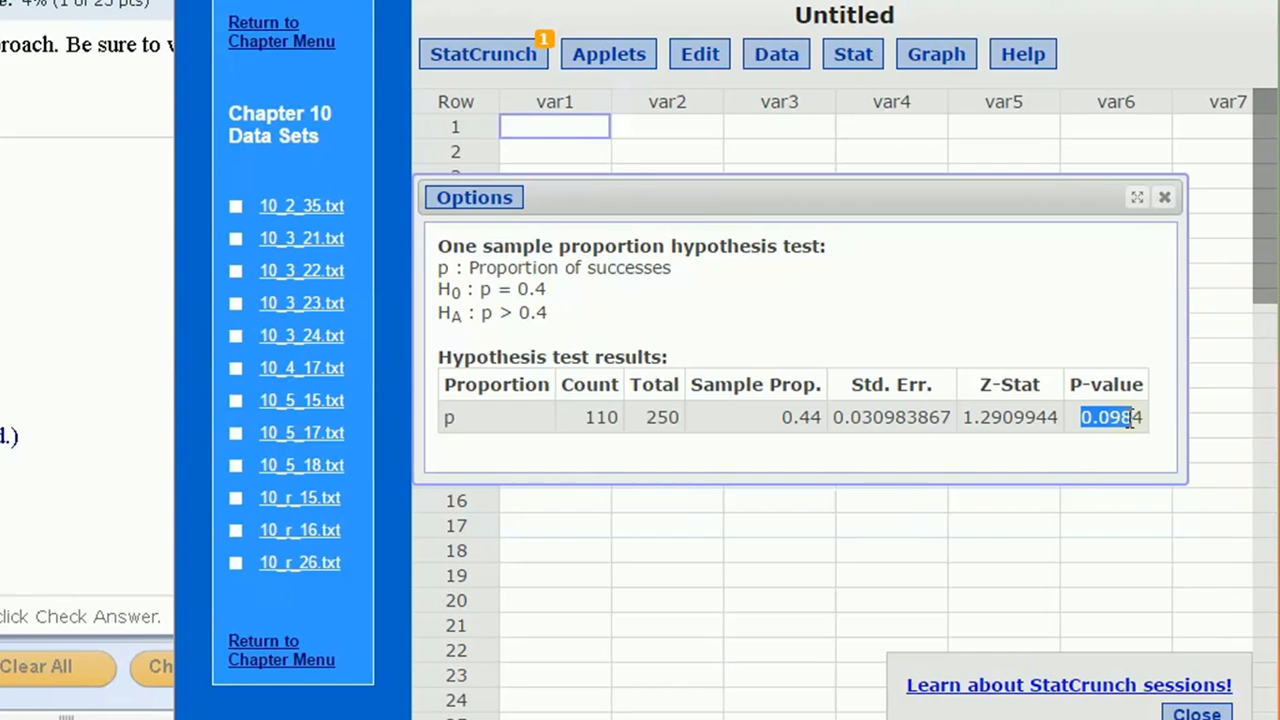 4% (1 of 25 pts)
roach. Be sure to
d.)
click Check Answer.
Clear All
Ch
Return to
Chapter Menu
Chapter 10
Data Sets
10_2_35.txt
10_3_21.txt
10_3_22.txt
10_3_23.txt
10_3_24.txt
10_4_17.txt
10_5_15.txt
10_5_17.txt
10_5_18.txt
10_r_15.txt
10_r_16.txt
10_r_26.txt
Return to
Chapter Menu
Untitled
StatCrunch 1 Applets Edit Data Stat Graph Help
Row var1 var2 var3 var4 var5 var6 var7
1
2
Options
One sample proportion hypothesis test:
p : Proportion of successes
H0 : p = 0.4
HA : p > 0.4
Hypothesis test results:
Proportion Count Total Sample Prop. Std. Err. Z-Stat P-value
p 110 250 0.44 0.030983867 1.2909944 0.0984
16
17
18
19
20
21
22
23
24
Learn about StatCrunch sessions!
Close